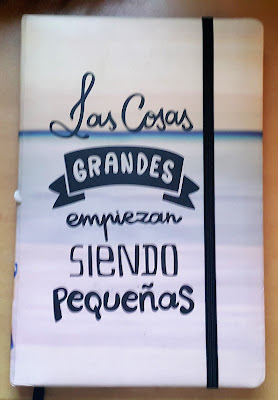 Las Cosas
GRANDES
empiezan
SIENDO
pequeñas